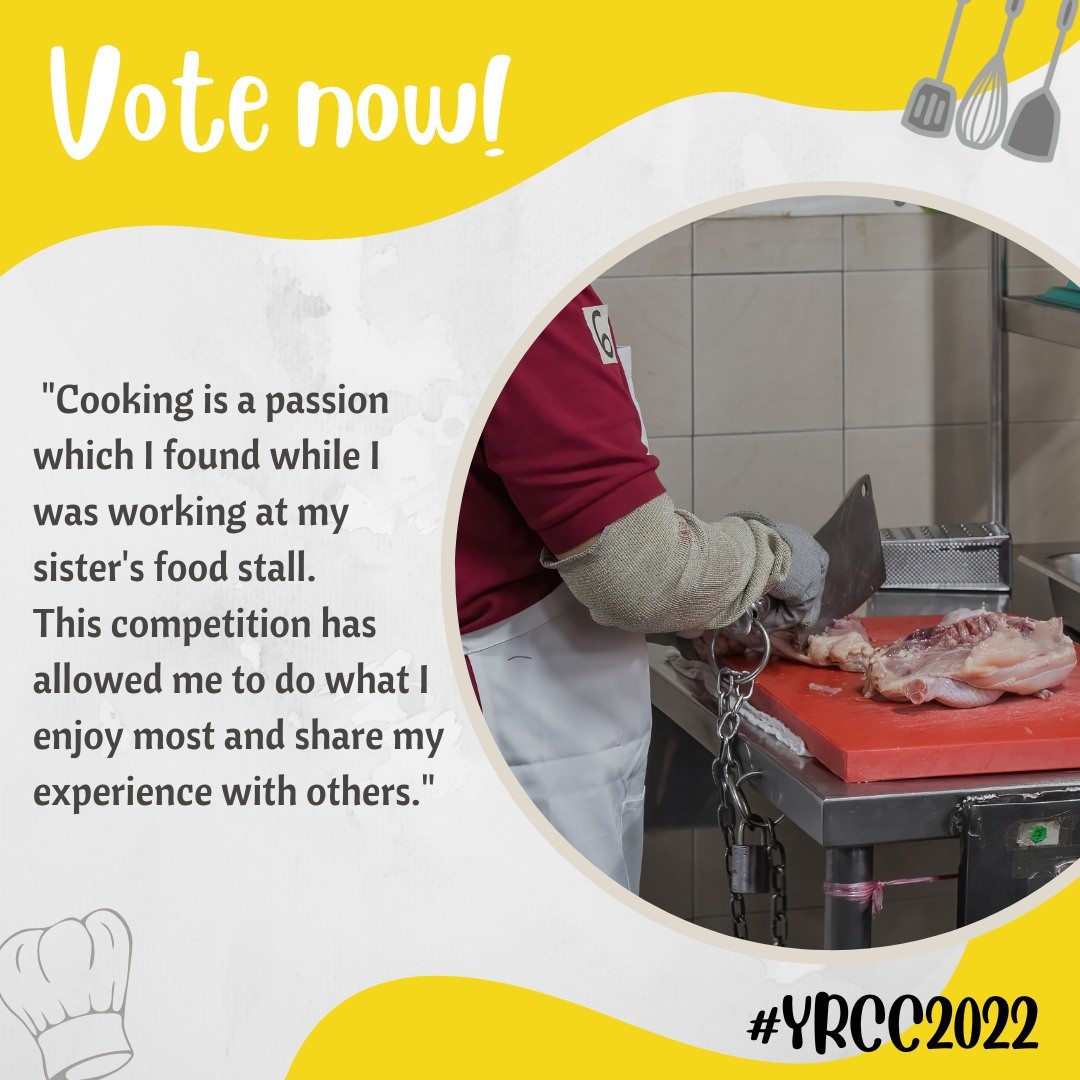 Vote now!
6
"Cooking is a passion
which I found while I
was working at my
sister's food stall.
This competition has
allowed me to do what I
enjoy most and share my
experience with others."
#YRCC2022